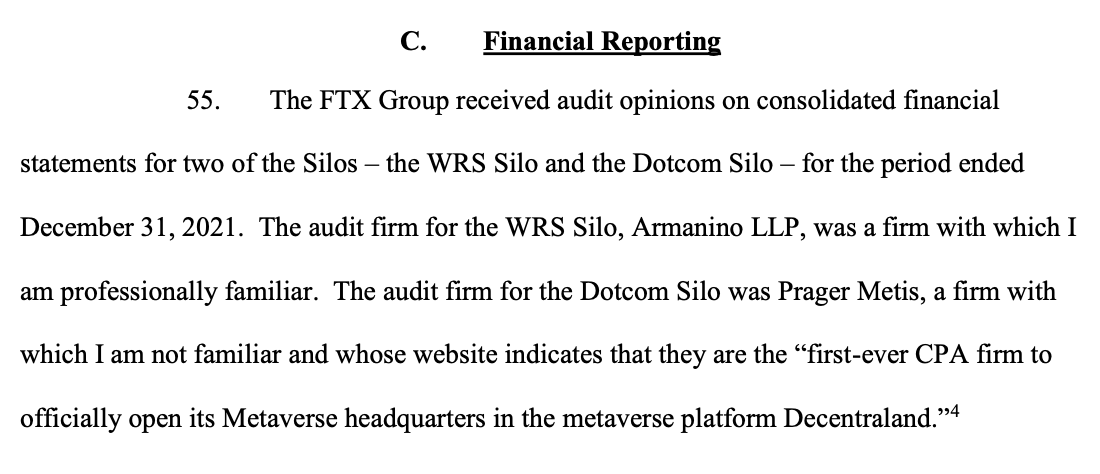 C. Financial Reporting
55. The FTX Group received audit opinions on consolidated financial
statements for two of the Silos – the WRS Silo and the Dotcom Silo – for the period ended
December 31, 2021.  The audit firm for the WRS Silo, Armanino LLP, was a firm with which I
am professionally familiar.  The audit firm for the Dotcom Silo was Prager Metis, a firm with
which I am not familiar and whose website indicates that they are the “first-ever CPA firm to
officially open its Metaverse headquarters in the metaverse platform Decentraland.”⁴